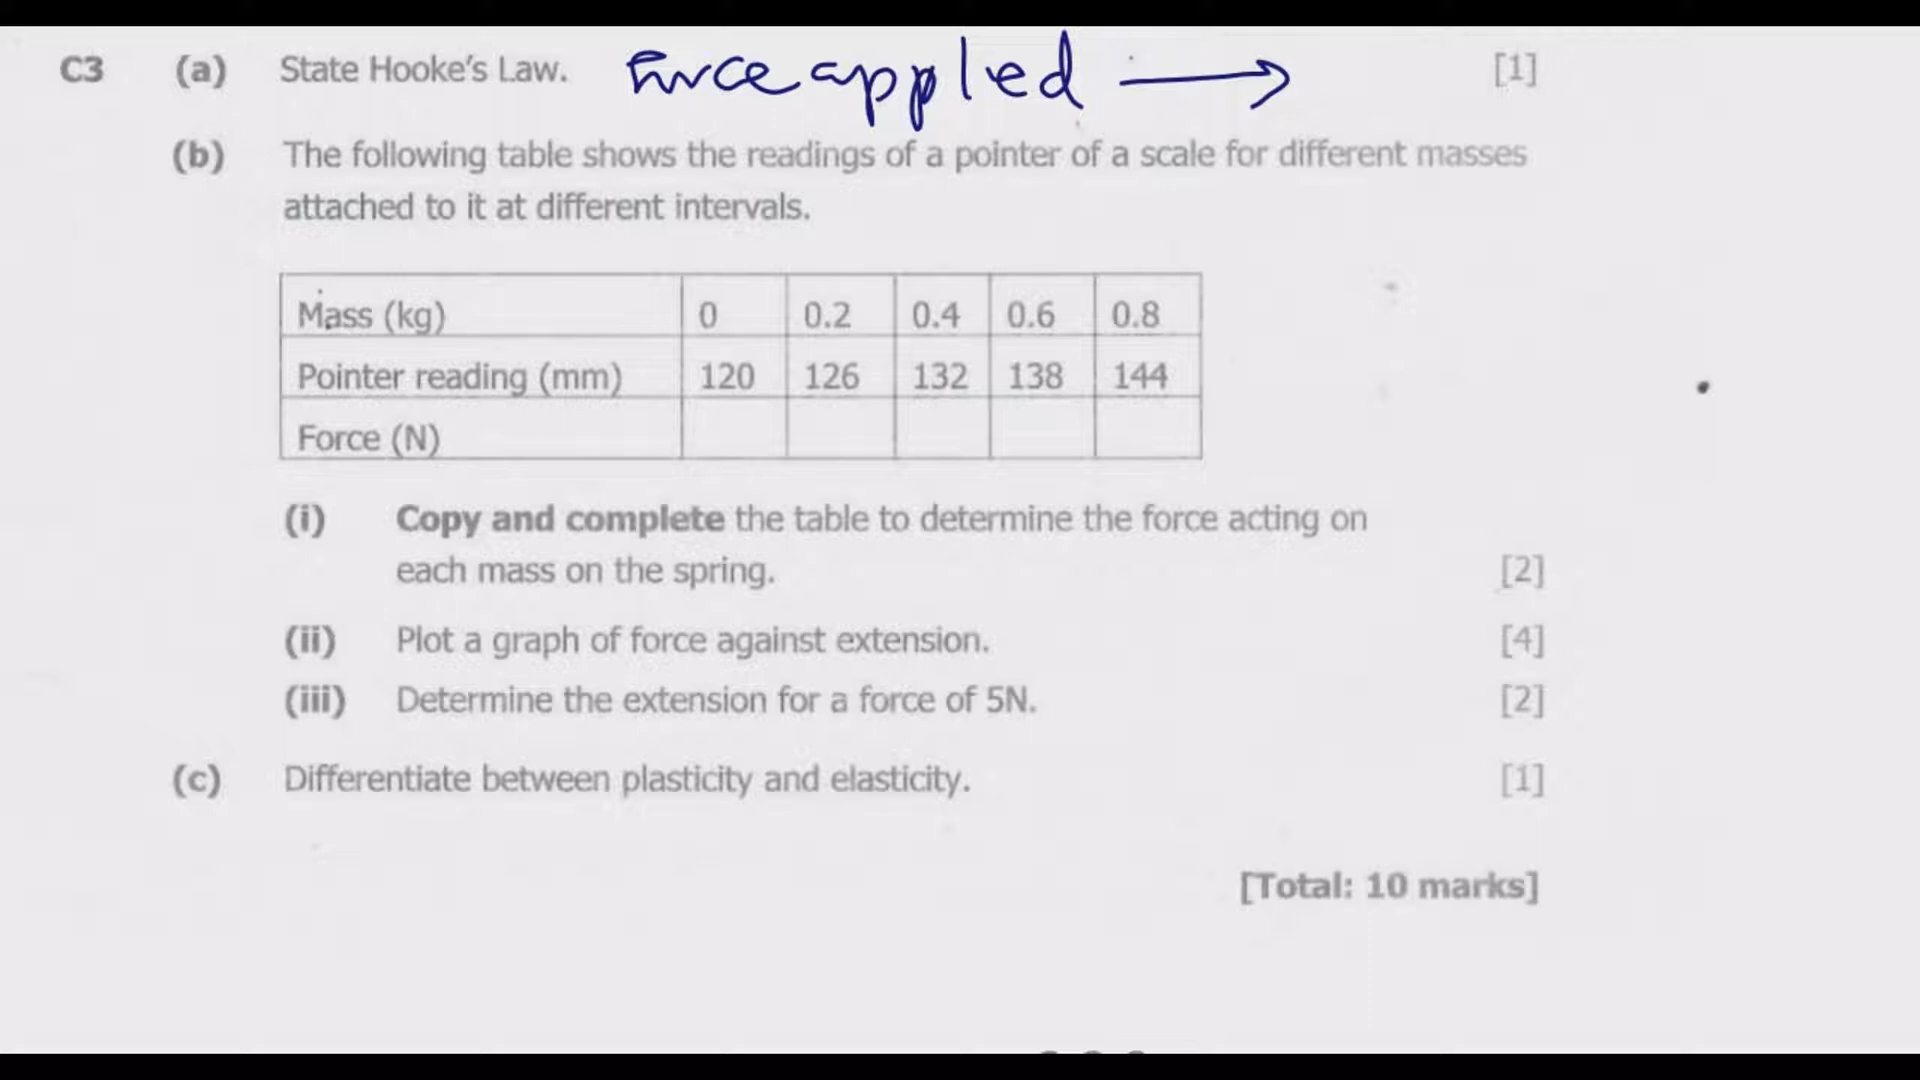 C3 (a) State Hooke's Law. Force applied → [1]
(b) The following table shows the readings of a pointer of a scale for different masses
attached to it at different intervals.
Mass (kg) 0 0.2 0.4 0.6 0.8
Pointer reading (mm) 120 126 132 138 144
Force (N)
(i) Copy and complete the table to determine the force acting on
each mass on the spring. [2]
(ii) Plot a graph of force against extension. [4]
(iii) Determine the extension for a force of 5N. [2]
(c) Differentiate between plasticity and elasticity. [1]
[Total: 10 marks]